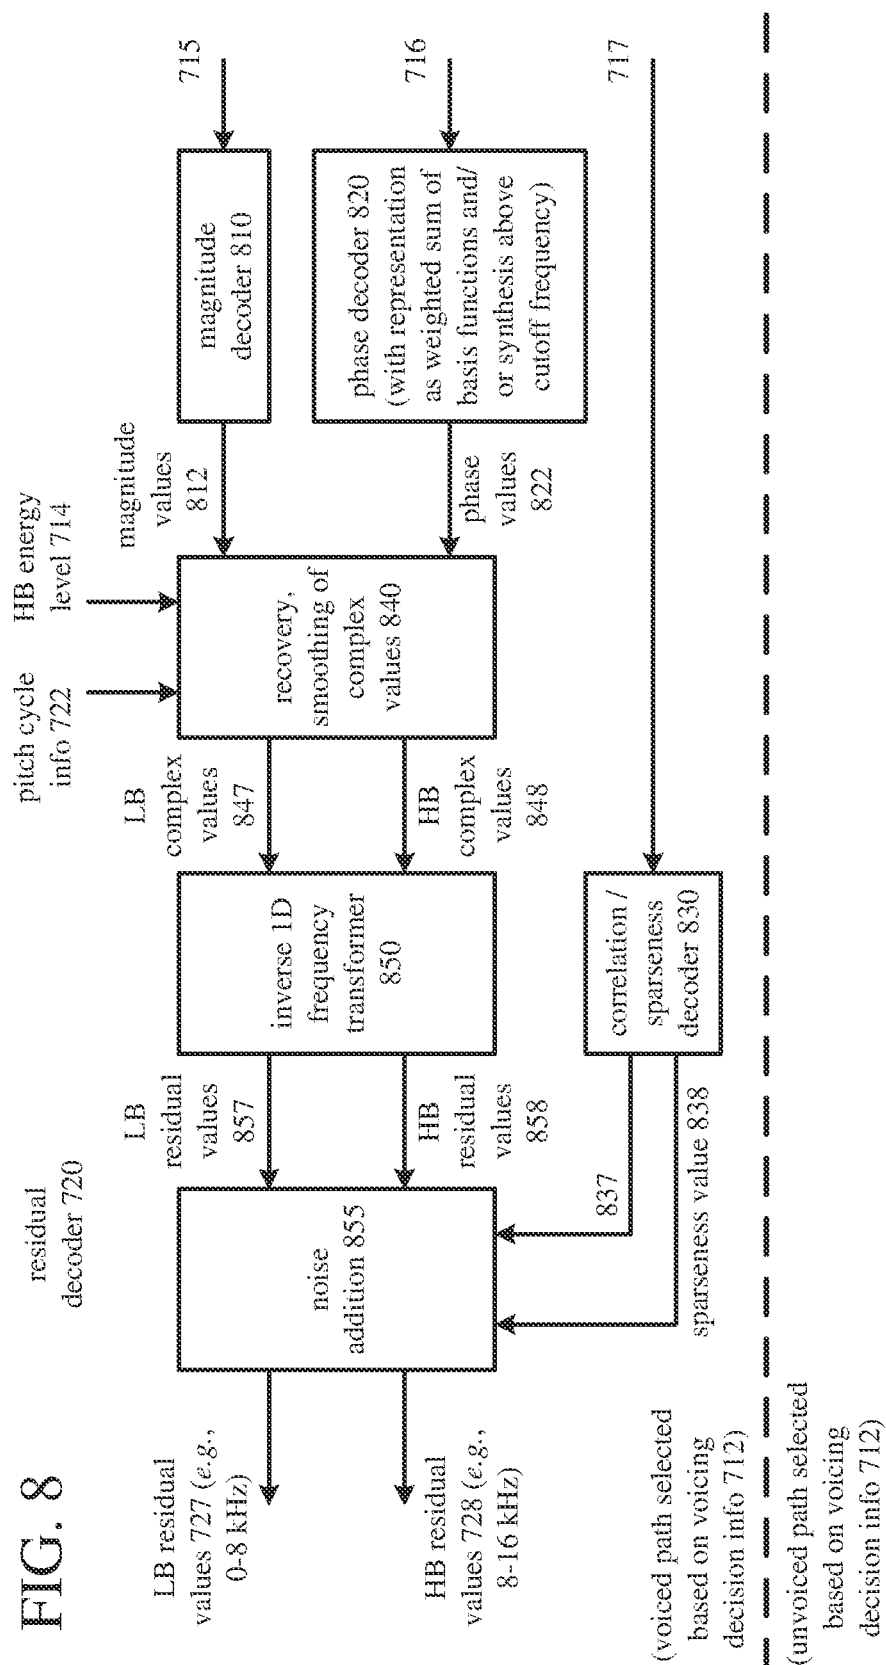 FIG. 8
residual
decoder 720
pitch cycle
info 722
HB energy
level 714
LB residual
values 727 (e.g.,
0-8 kHz)
HB residual
values 728 (e.g.,
8-16 kHz)
noise
addition 855
LB
residual
values
857
HB
residual
values
858
inverse 1D
frequency
transformer
850
LB
complex
values
847
HB
complex
values
848
recovery,
smoothing of
complex
values 840
magnitude
values
812
phase
values
822
magnitude
decoder 810
phase decoder 820
(with representation
as weighted sum of
basis functions and/
or synthesis above
cutoff frequency)
715
716
717
837
sparseness value 838
correlation /
sparseness
decoder 830
(voiced path selected
based on voicing
decision info 712)
(unvoiced path selected
based on voicing
decision info 712)